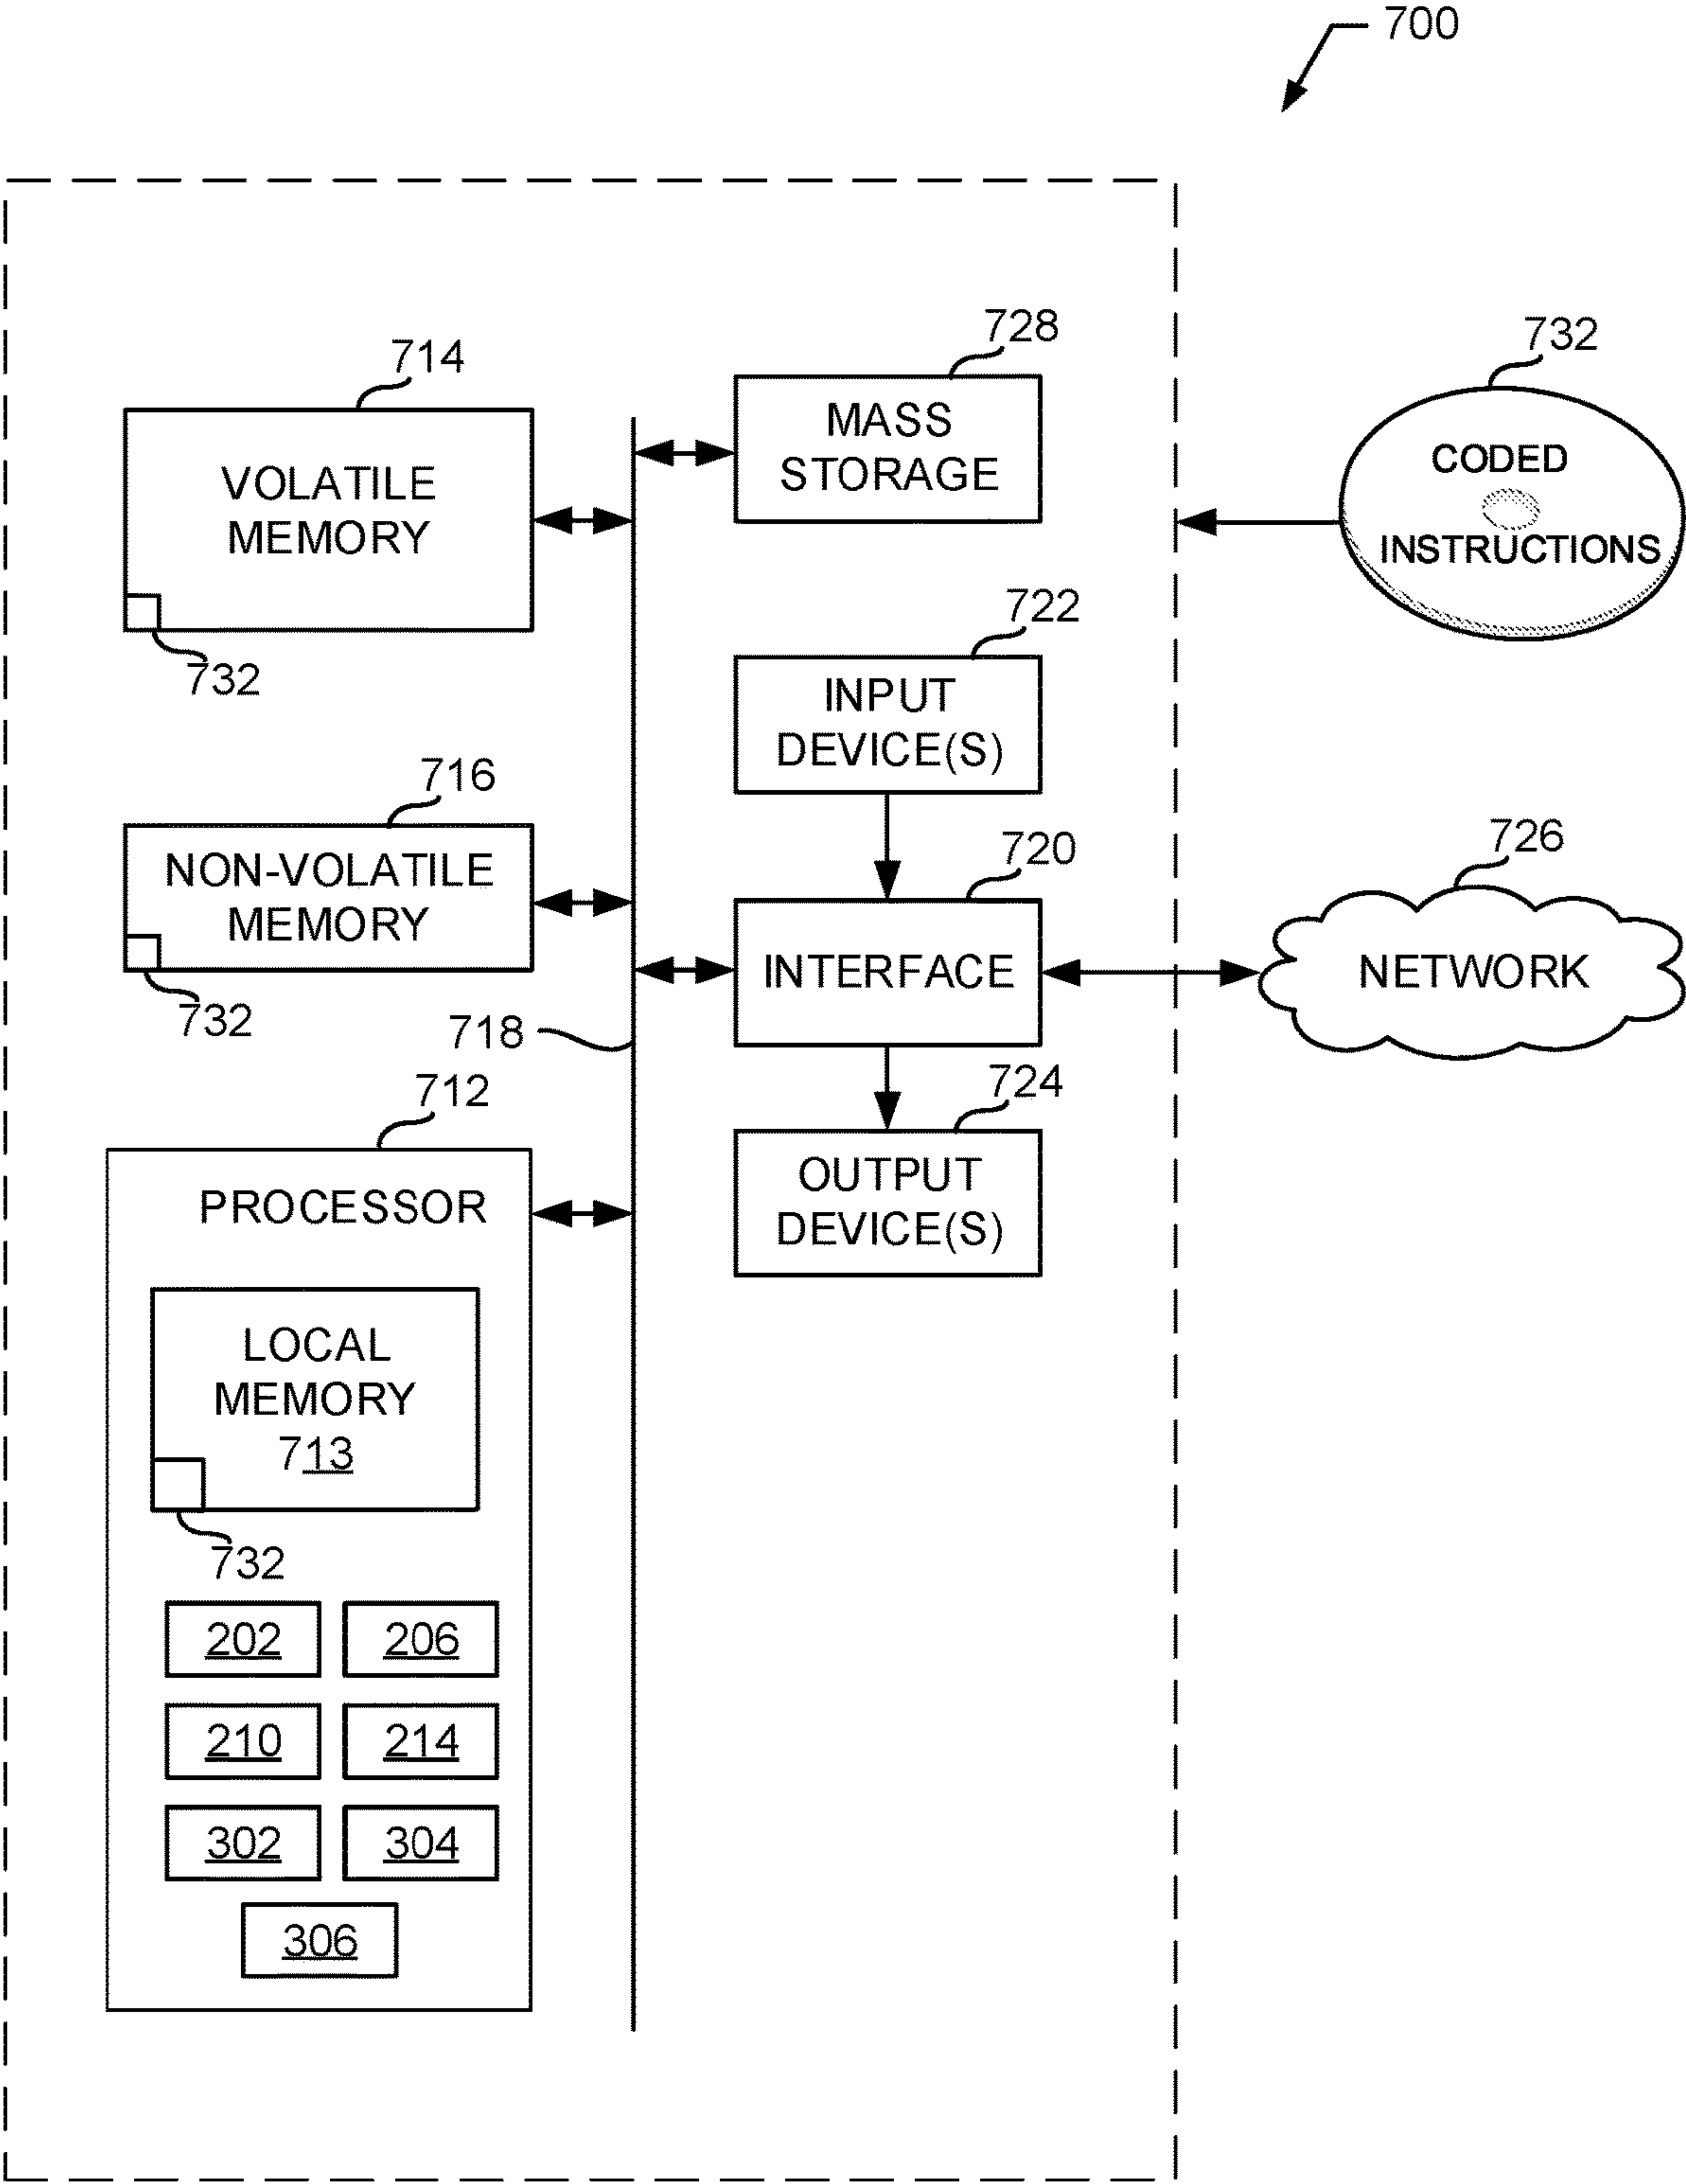 700
714
VOLATILE
MEMORY
732
728
MASS
STORAGE
732
CODED
INSTRUCTIONS
722
INPUT
DEVICE(S)
716
NON-VOLATILE
MEMORY
732
720
INTERFACE
726
NETWORK
718
712
PROCESSOR
724
OUTPUT
DEVICE(S)
LOCAL
MEMORY
713
732
202 206
210 214
302 304
306